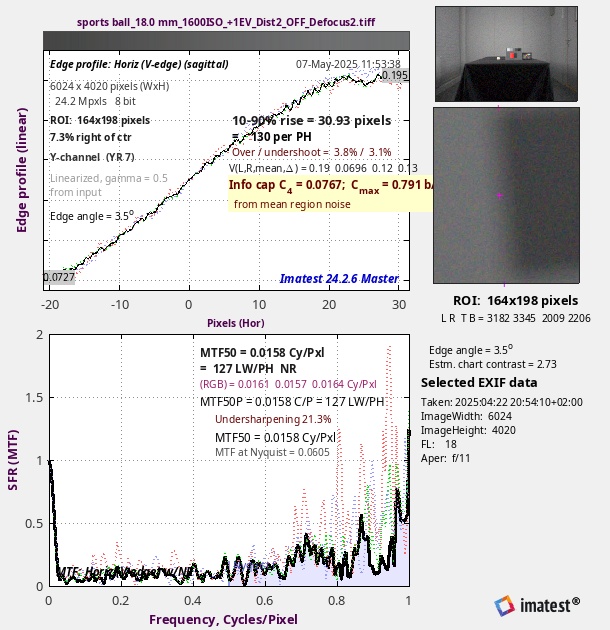 sports ball_18.0 mm_1600ISO_+1EV_Dist2_OFF_Defocus2.tiff
Edge profile: Horiz (V-edge) (sagittal)
07-May-2025 11:53:38
0.195
6024 x 4020 pixels (WxH)
24.2 Mpxls 8 bit
ROI: 164x198 pixels
7.3% right of ctr
Y-channel (YR 7)
Linearized, gamma = 0.5
from input
Edge angle = 3.5°
10-90% rise = 30.93 pixels
= 130 per PH
Over / undershoot = 3.8% / 3.1%
V(L,R,mean,Δ) = 0.19 0.0696 0.12 0.13
Info cap C4 = 0.0767; Cmax = 0.791 b/
from mean region noise
0.0727
Imatest 24.2.6 Master
Edge profile (linear)
-20 -10 0 10 20 30
Pixels (Hor)
ROI: 164x198 pixels
L R T B = 3182 3345 2009 2206
Edge angle = 3.5°
Estm. chart contrast = 2.73
Selected EXIF data
Taken: 2025:04:22 20:54:10+02:00
ImageWidth: 6024
ImageHeight: 4020
FL: 18
Aper: f/11
MTF50 = 0.0158 Cy/Pxl
= 127 LW/PH NR
(RGB) = 0.0161 0.0157 0.0164 Cy/Pxl
MTF50P = 0.0158 C/P = 127 LW/PH
Undersharpening 21.3%
MTF50 = 0.0158 Cy/Pxl
MTF at Nyquist = 0.0605
SFR (MTF)
2
1.5
1
0.5
0
MTF: Horiz
0 0.2 0.4 0.6 0.8 1
Frequency, Cycles/Pixel
imatest®